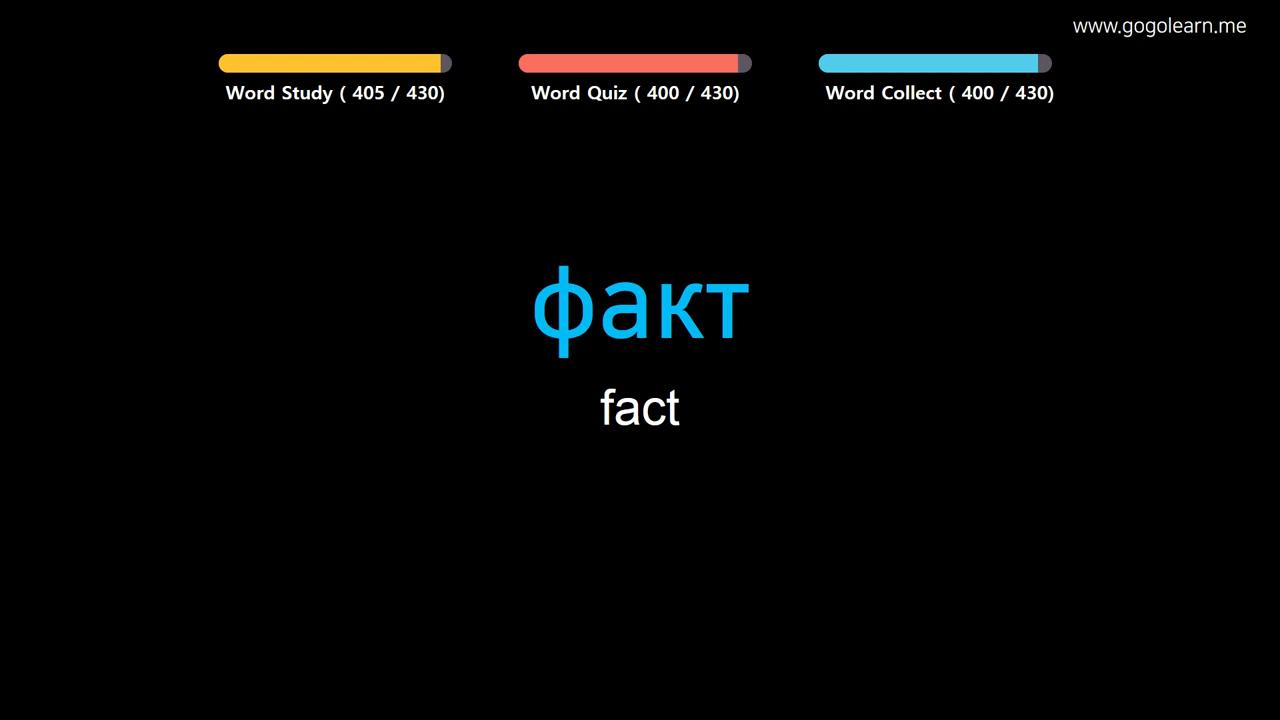 www.gogolearn.me
Word Study ( 405 / 430)
Word Quiz ( 400 / 430)
Word Collect ( 400 / 430)
факт
fact